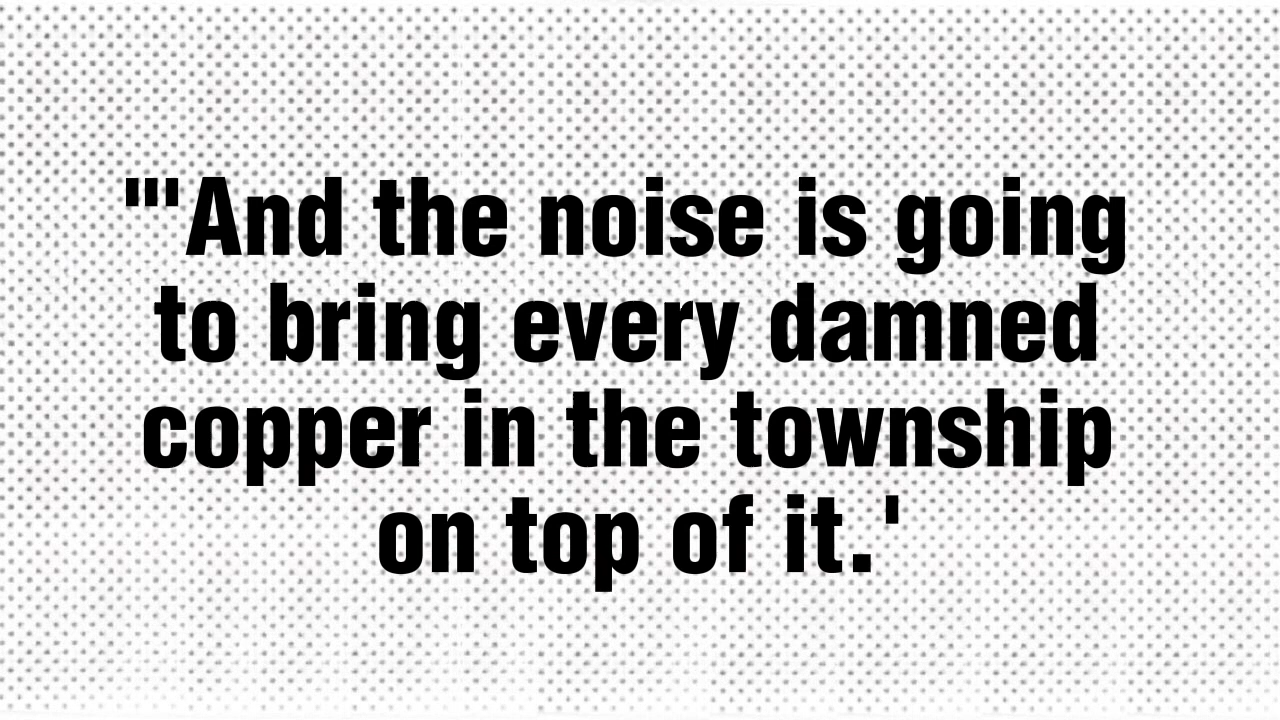 "'And the noise is going
to bring every damned
copper in the township
on top of it.'